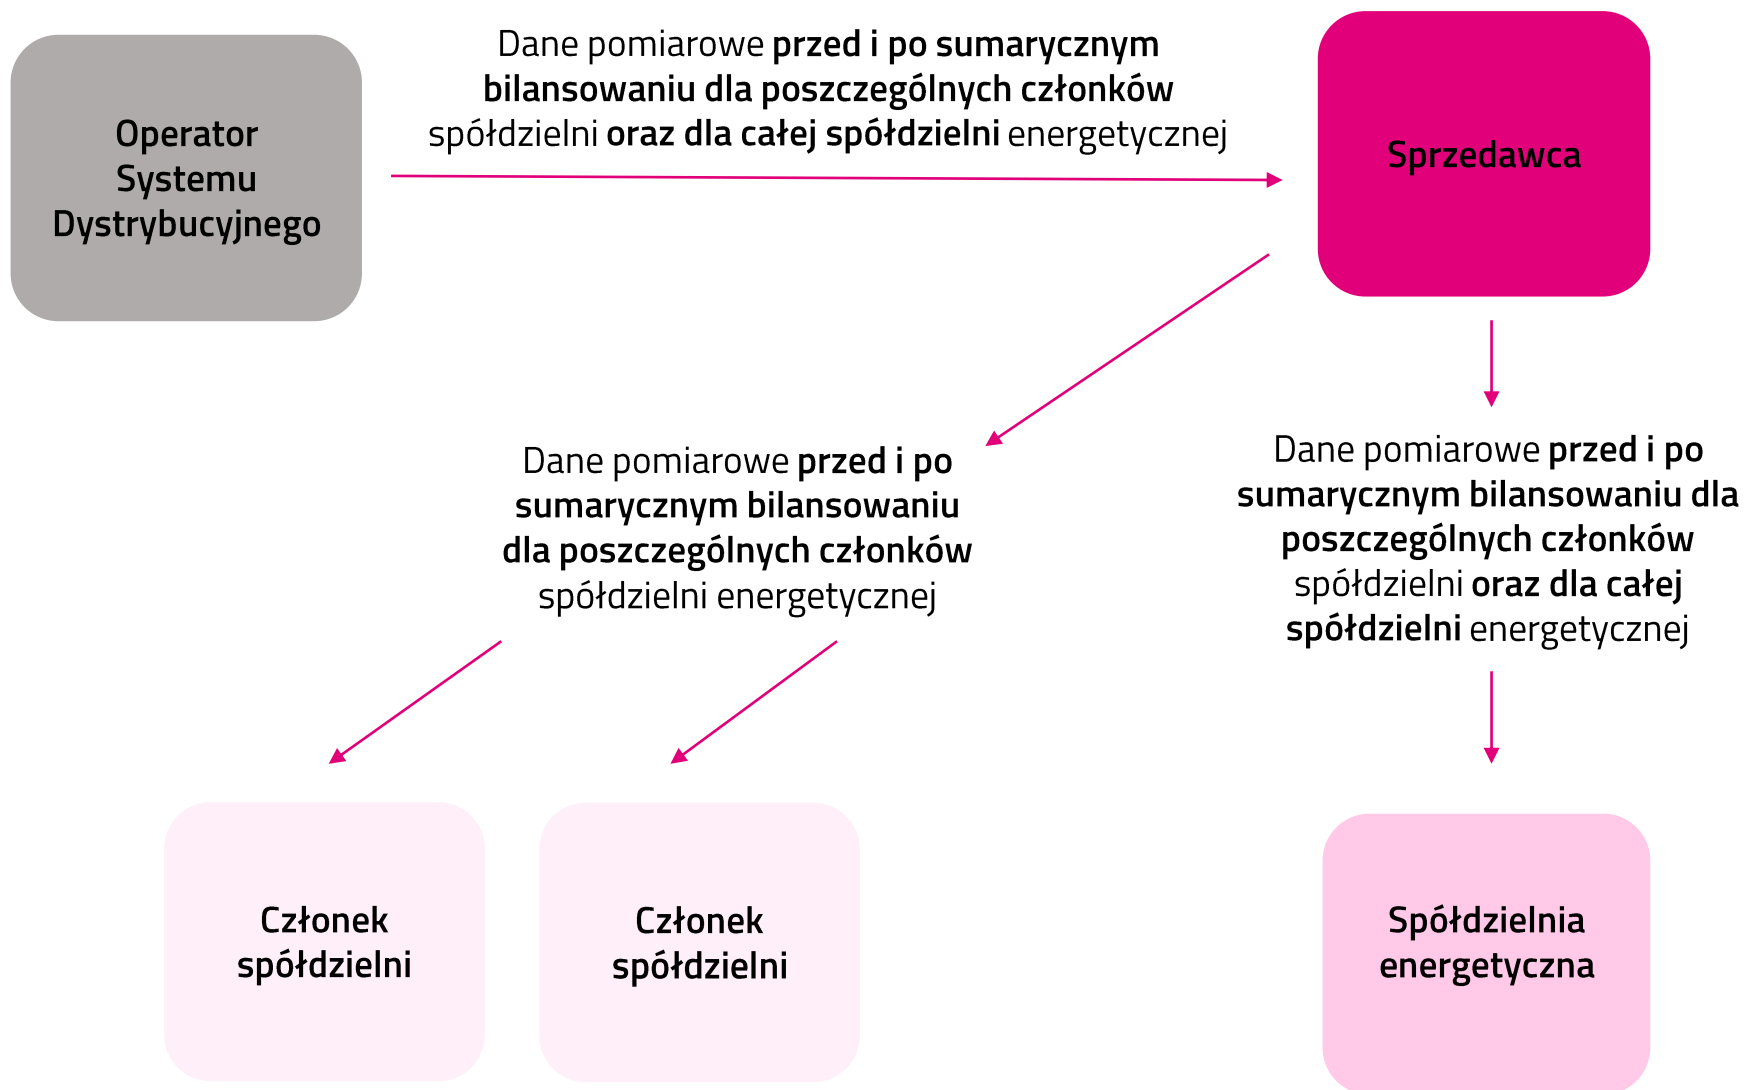 Dane pomiarowe przed i po sumarycznym
bilansowaniu dla poszczególnych członków
spółdzielni oraz dla całej spółdzielni energetycznej
Operator
Systemu
Dystrybucyjnego
Sprzedawca
Dane pomiarowe przed i po
sumarycznym bilansowaniu
dla poszczególnych członków
spółdzielni energetycznej
Dane pomiarowe przed i po
sumarycznym bilansowaniu dla
poszczególnych członków
spółdzielni oraz dla całej
spółdzielni energetycznej
Członek
spółdzielni
Członek
spółdzielni
Spółdzielnia
energetyczna